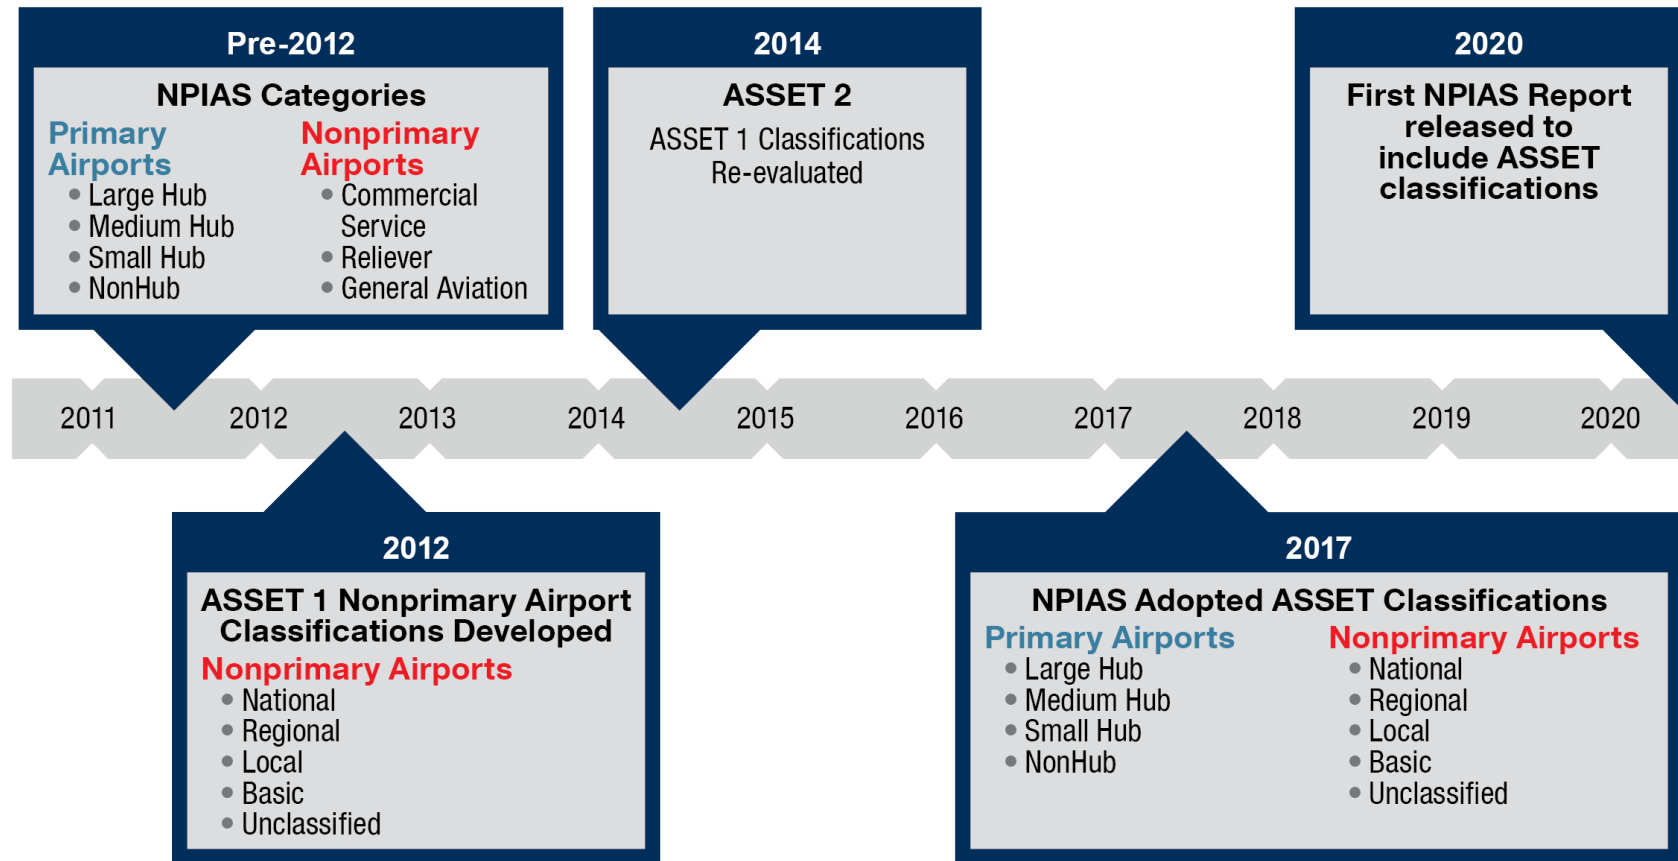 Pre-2012
NPIAS Categories
Primary
Airports
• Large Hub
• Medium Hub
• Small Hub
• NonHub
Nonprimary
Airports
• Commercial
Service
• Reliever
• General Aviation
2014
ASSET 2
ASSET 1 Classifications
Re-evaluated
2020
First NPIAS Report
released to
include ASSET
classifications
2011 2012 2013 2014 2015 2016 2017 2018 2019 2020
2012
ASSET 1 Nonprimary Airport
Classifications Developed
Nonprimary Airports
• National
• Regional
• Local
• Basic
• Unclassified
2017
NPIAS Adopted ASSET Classifications
Primary Airports
• Large Hub
• Medium Hub
• Small Hub
• NonHub
Nonprimary Airports
• National
• Regional
• Local
• Basic
• Unclassified